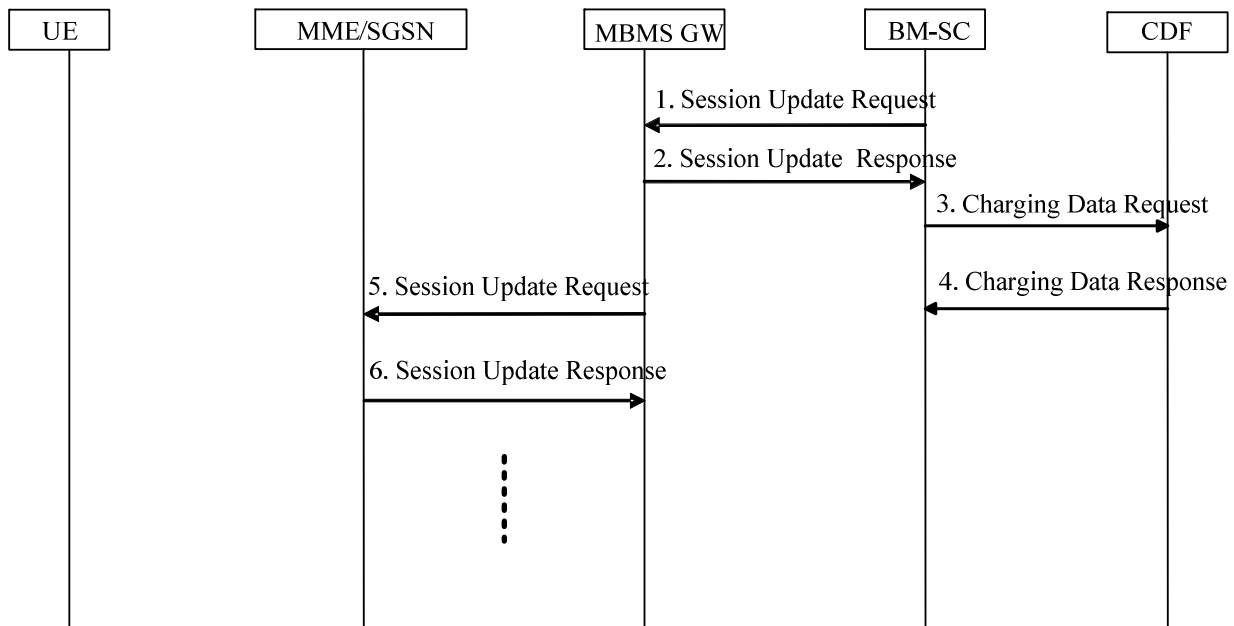 UE
MME/SGSN
MBMS GW
BM-SC
CDF
1. Session Update Request
2. Session Update Response
3. Charging Data Request
4. Charging Data Response
5. Session Update Request
6. Session Update Response